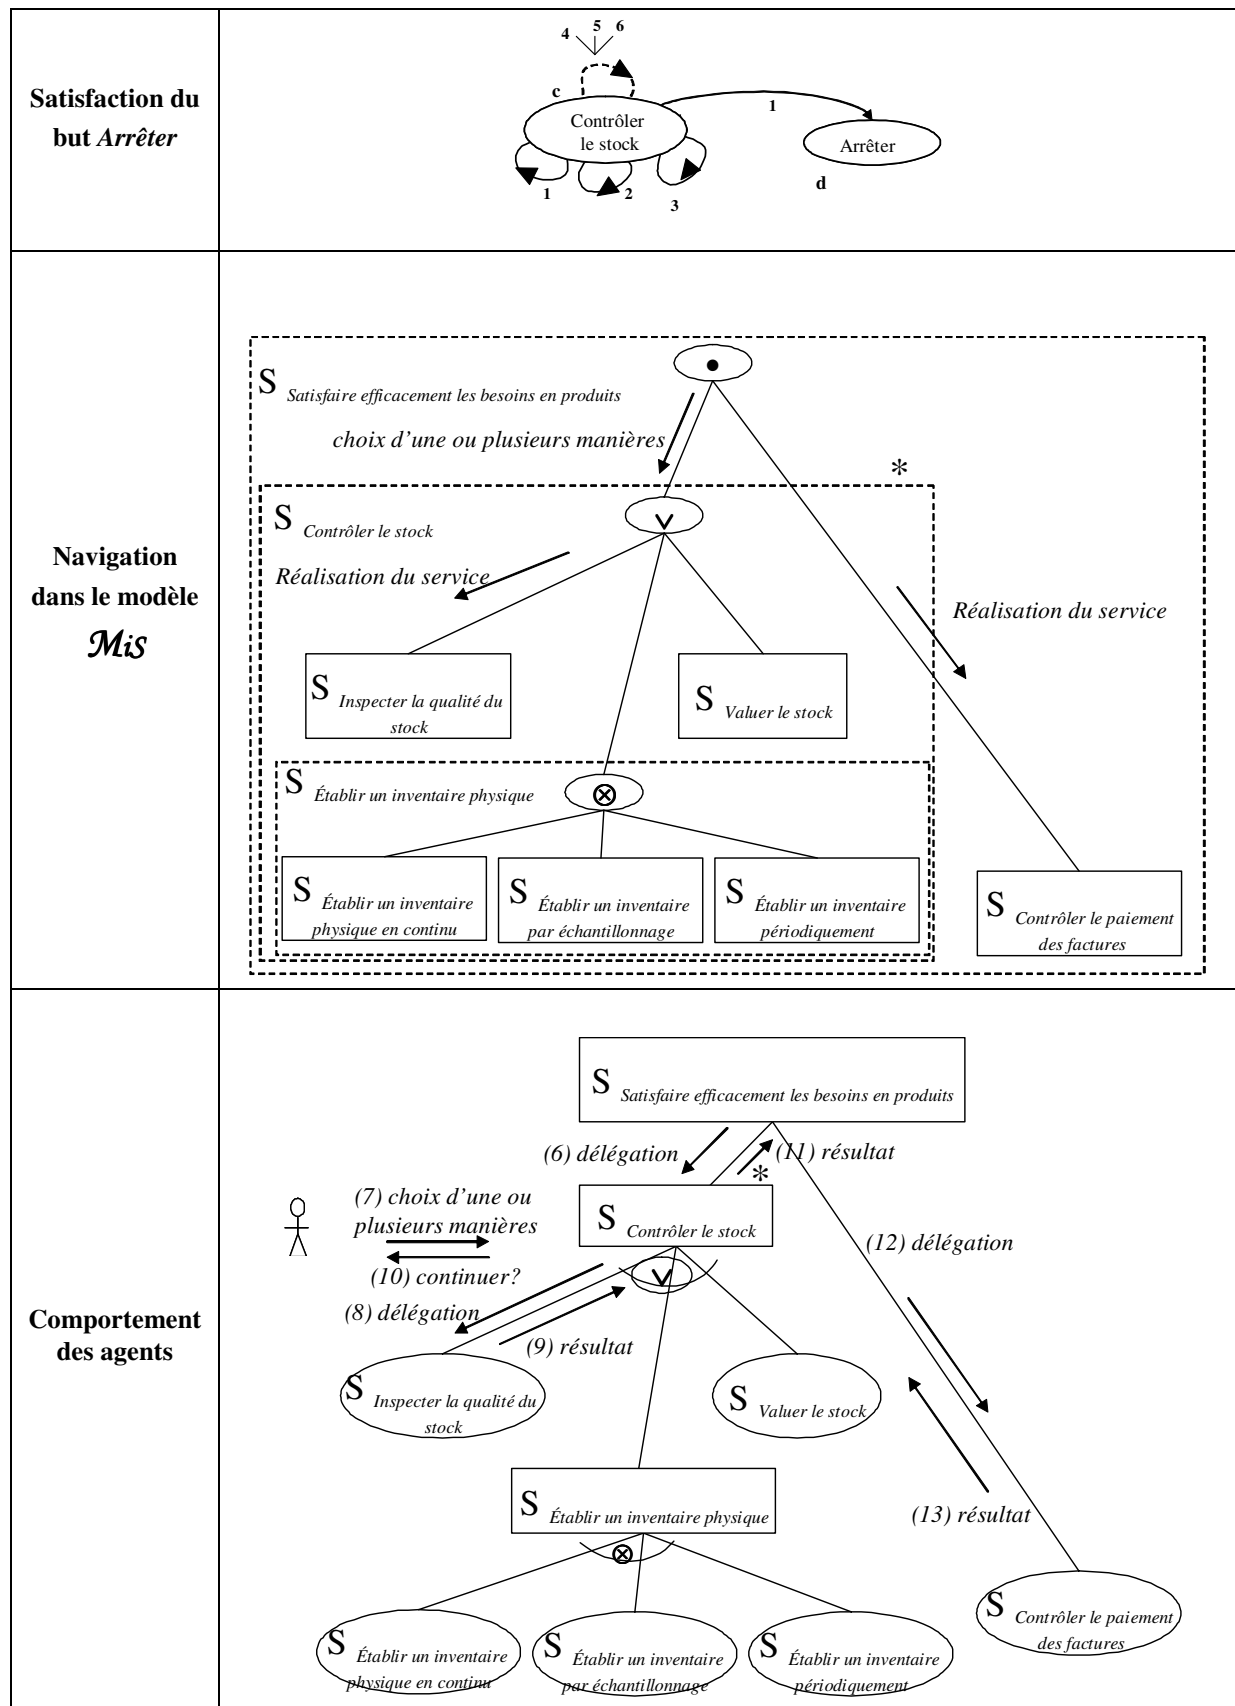 Satisfaction du
but Arrêter
4 5 6
c
Contrôler
le stock
1
Arrêter
d
1
2
3
Navigation
dans le modèle
MiS
S Satisfaire efficacement les besoins en produits
choix d'une ou plusieurs manières
*
S Contrôler le stock
Réalisation du service
Réalisation du service
S Inspecter la qualité du
stock
S Valuer le stock
S Établir un inventaire physique
S Établir un inventaire
physique en continu
S Établir un inventaire
par échantillonnage
S Établir un inventaire
périodiquement
S Contrôler le paiement
des factures
Comportement
des agents
S Satisfaire efficacement les besoins en produits
(6) délégation
(11) résultat
*
(7) choix d'une ou
plusieurs manières
S Contrôler le stock
(10) continuer?
(12) délégation
(8) délégation
(9) résultat
S Inspecter la qualité du
stock
S Valuer le stock
S Établir un inventaire physique
(13) résultat
S Établir un inventaire
physique en continu
S Établir un inventaire
par échantillonnage
S Établir un inventaire
périodiquement
S Contrôler le paiement
des factures